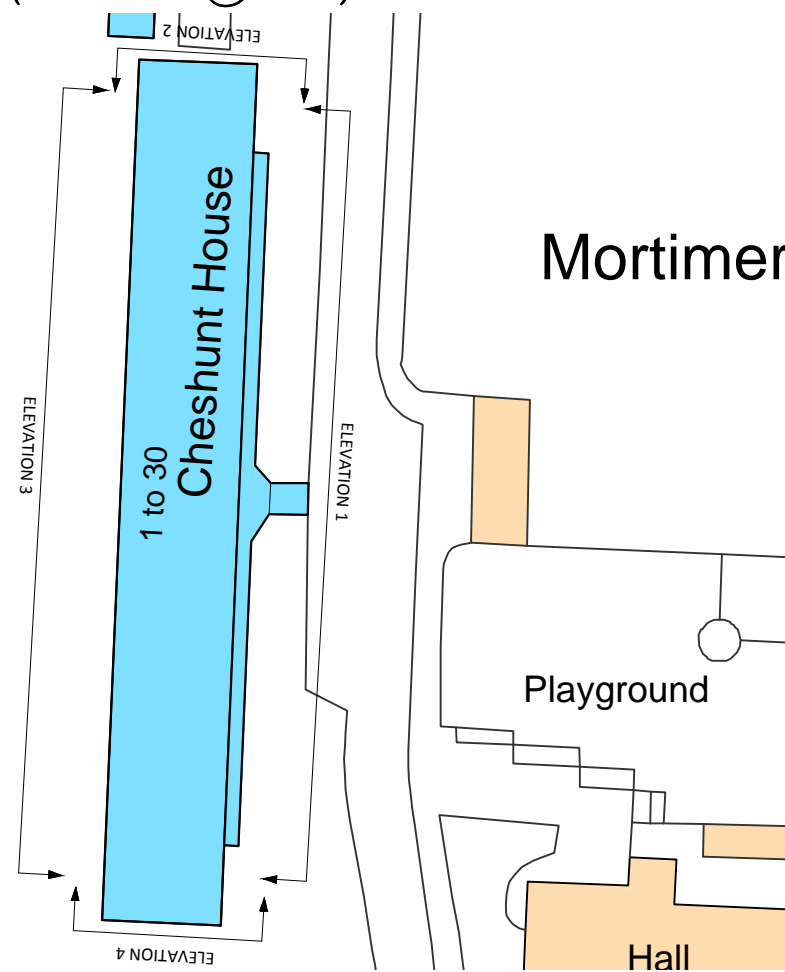 ELEVATION 2
Cheshunt House
1 to 30
ELEVATION 3
ELEVATION 1
Mortimer
Playground
ELEVATION 4
Hall